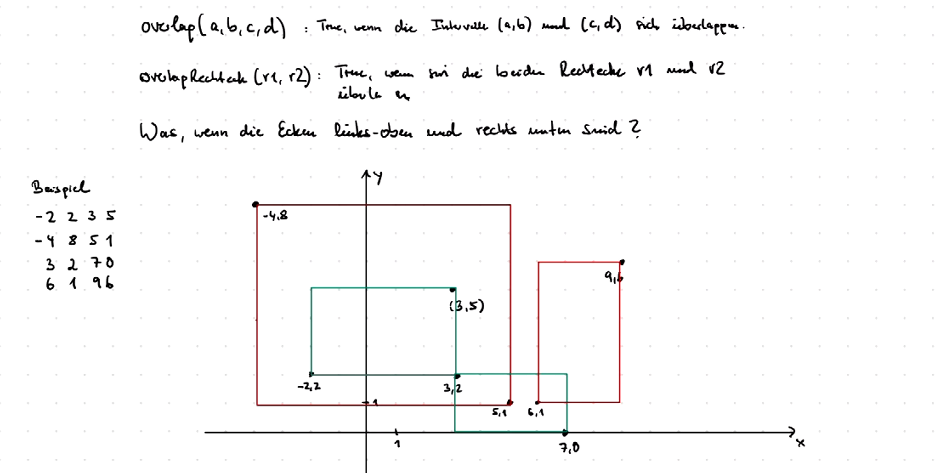 overlap(a,b,c,d) : True, wenn die Intervalle (a,b) und (c,d) sich überlappen.
overlapRechteck (r1, r2) : True, wenn die beiden Rechtecke r1 und r2
Was, wenn die Ecken links-oben und rechts unten sind ?
Beispiel
-2 2 3 5
-4 8 5 1
3 2 7 0
6 1 9 6
y
-4,8
9,6
(3,5)
-2,2
3,2
1
5,1
6,1
1
7,0
x